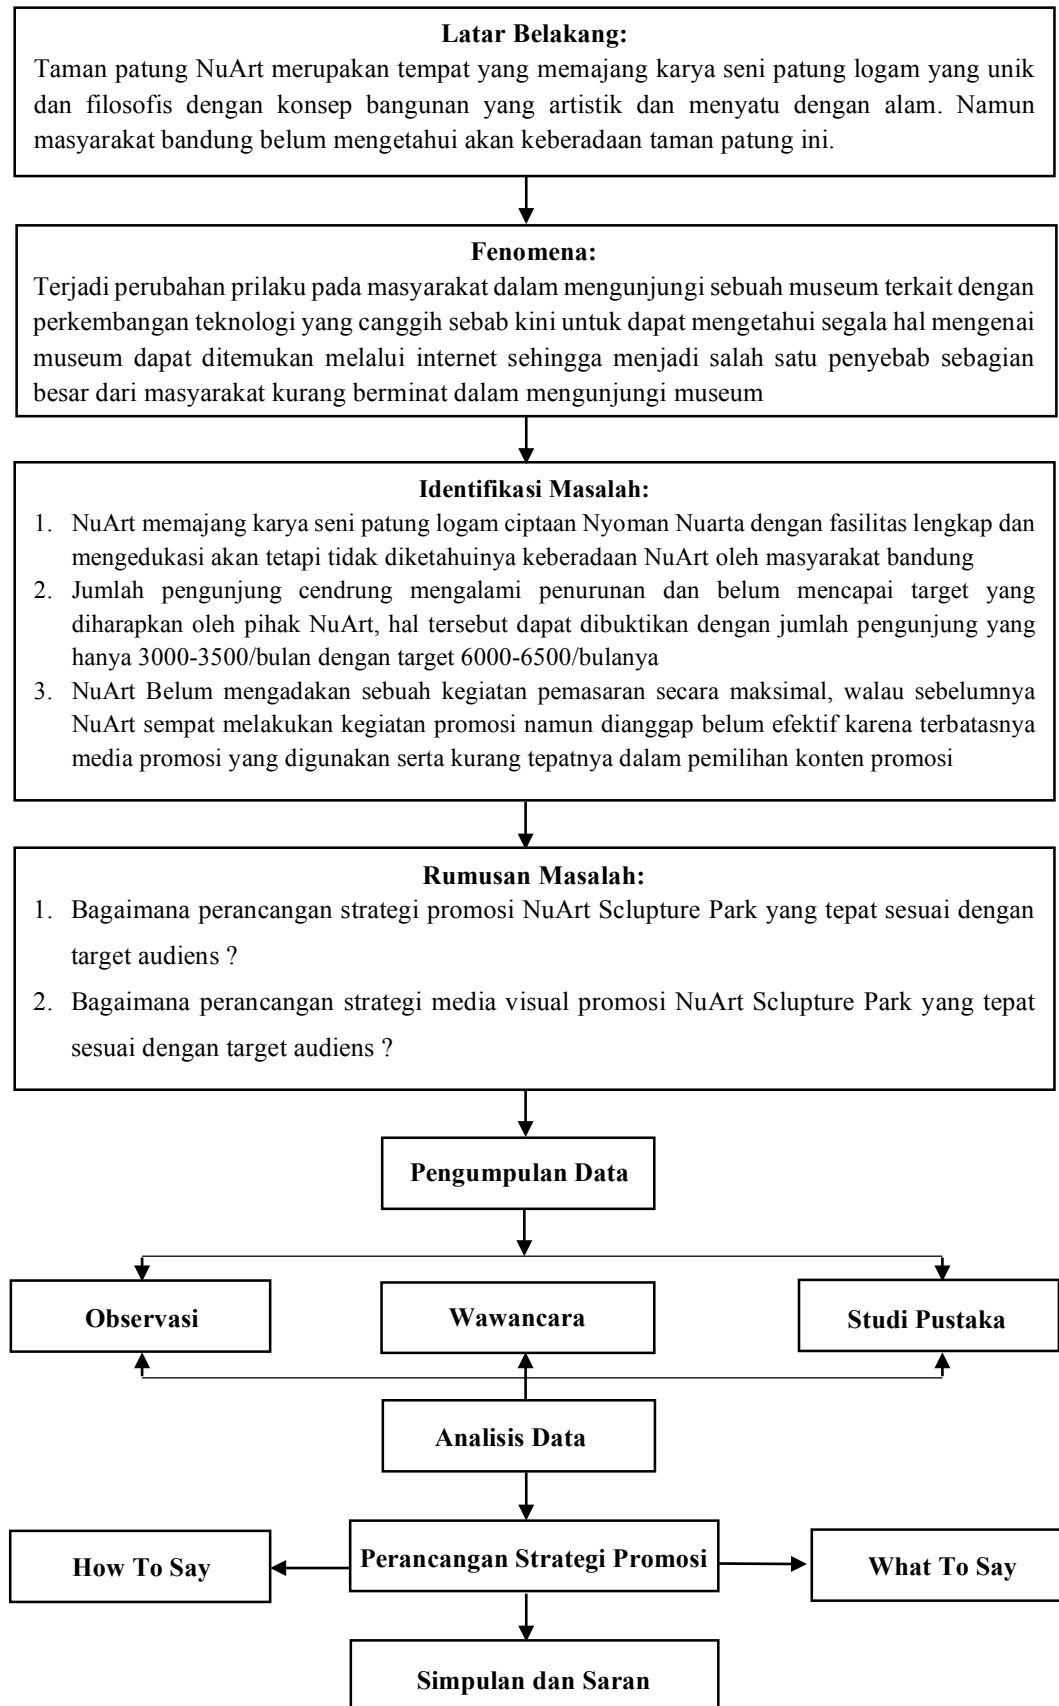 Latar Belakang:
Taman patung NuArt merupakan tempat yang memajang karya seni patung logam yang unik
dan filosofis dengan konsep bangunan yang artistik dan menyatu dengan alam. Namun
masyarakat bandung belum mengetahui akan keberadaan taman patung ini.
Fenomena:
Terjadi perubahan prilaku pada masyarakat dalam mengunjungi sebuah museum terkait dengan
perkembangan teknologi yang canggih sebab kini untuk dapat mengetahui segala hal mengenai
museum dapat ditemukan melalui internet sehingga menjadi salah satu penyebab sebagian
besar dari masyarakat kurang berminat dalam mengunjungi museum
Identifikasi Masalah:
1. NuArt memajang karya seni patung logam ciptaan Nyoman Nuarta dengan fasilitas lengkap dan
mengedukasi akan tetapi tidak diketahuinya keberadaan NuArt oleh masyarakat bandung
2. Jumlah pengunjung cendrung mengalami penurunan dan belum mencapai target yang
diharapkan oleh pihak NuArt, hal tersebut dapat dibuktikan dengan jumlah pengunjung yang
hanya 3000-3500/bulan dengan target 6000-6500/bulanya
3. NuArt Belum mengadakan sebuah kegiatan pemasaran secara maksimal, walau sebelumnya
NuArt sempat melakukan kegiatan promosi namun dianggap belum efektif karena terbatasnya
media promosi yang digunakan serta kurang tepatnya dalam pemilihan konten promosi
Rumusan Masalah:
1. Bagaimana perancangan strategi promosi NuArt Sclupture Park yang tepat sesuai dengan
target audiens ?
2. Bagaimana perancangan strategi media visual promosi NuArt Sclupture Park yang tepat
sesuai dengan target audiens ?
Pengumpulan Data
Observasi
Wawancara
Studi Pustaka
Analisis Data
How To Say
Perancangan Strategi Promosi
What To Say
Simpulan dan Saran